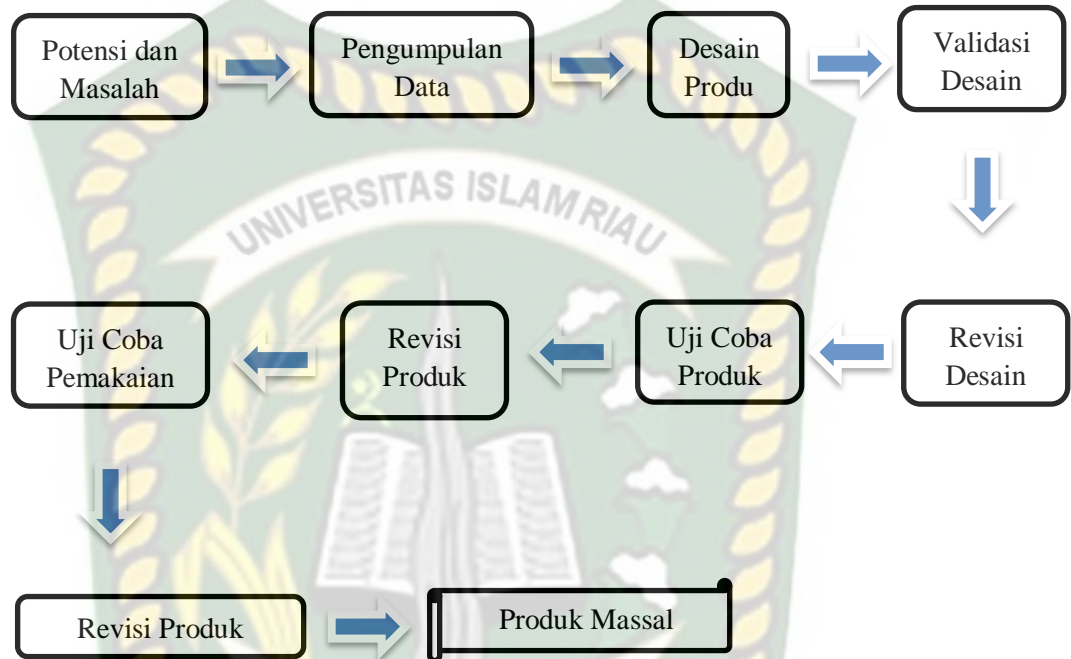 Potensi dan
Masalah
Pengumpulan
Data
Desain
Produ
Validasi
Desain
UNIVERSITAS ISLAM RIAU
Uji Coba
Pemakaian
Revisi
Produk
Uji Coba
Produk
Revisi
Desain
Revisi Produk
Produk Massal